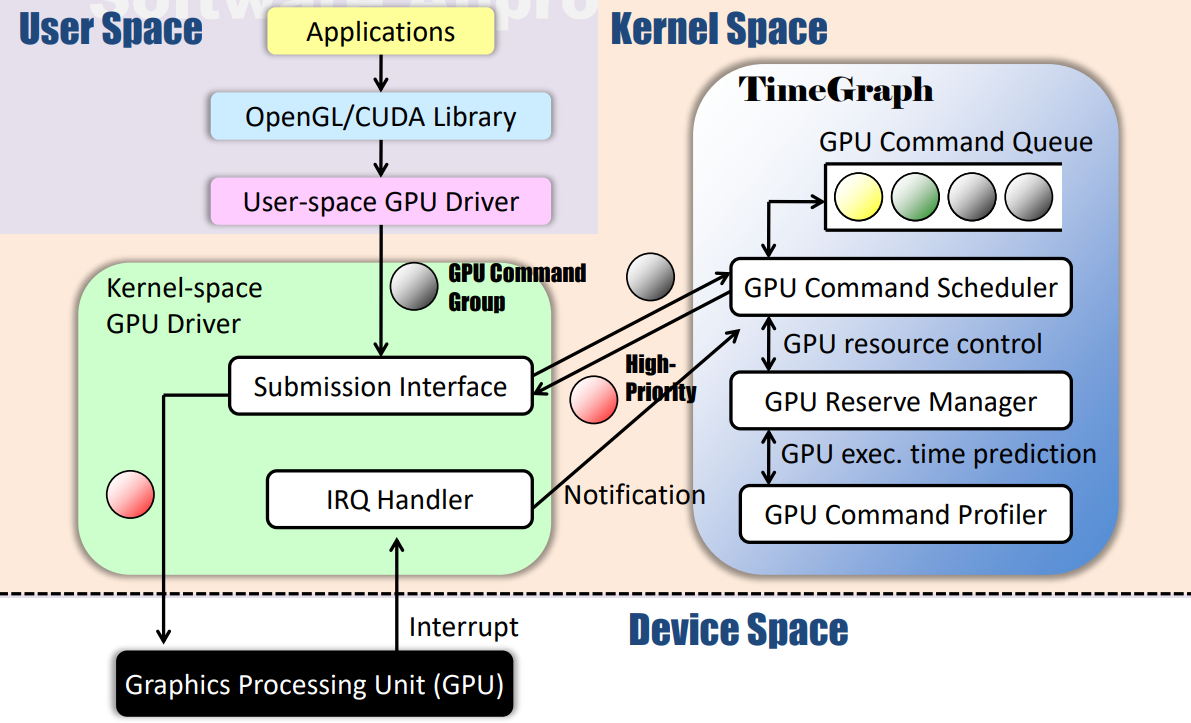 Software Appro
User Space
Applications
OpenGL/CUDA Library
User-space GPU Driver
Kernel Space
TimeGraph
GPU Command Queue
GPU Command Scheduler
GPU resource control
GPU Reserve Manager
GPU exec. time prediction
GPU Command Profiler
Kernel-space
GPU Driver
GPU Command
Group
Submission Interface
High-
Priority
IRQ Handler
Notification
Interrupt
Device Space
Graphics Processing Unit (GPU)